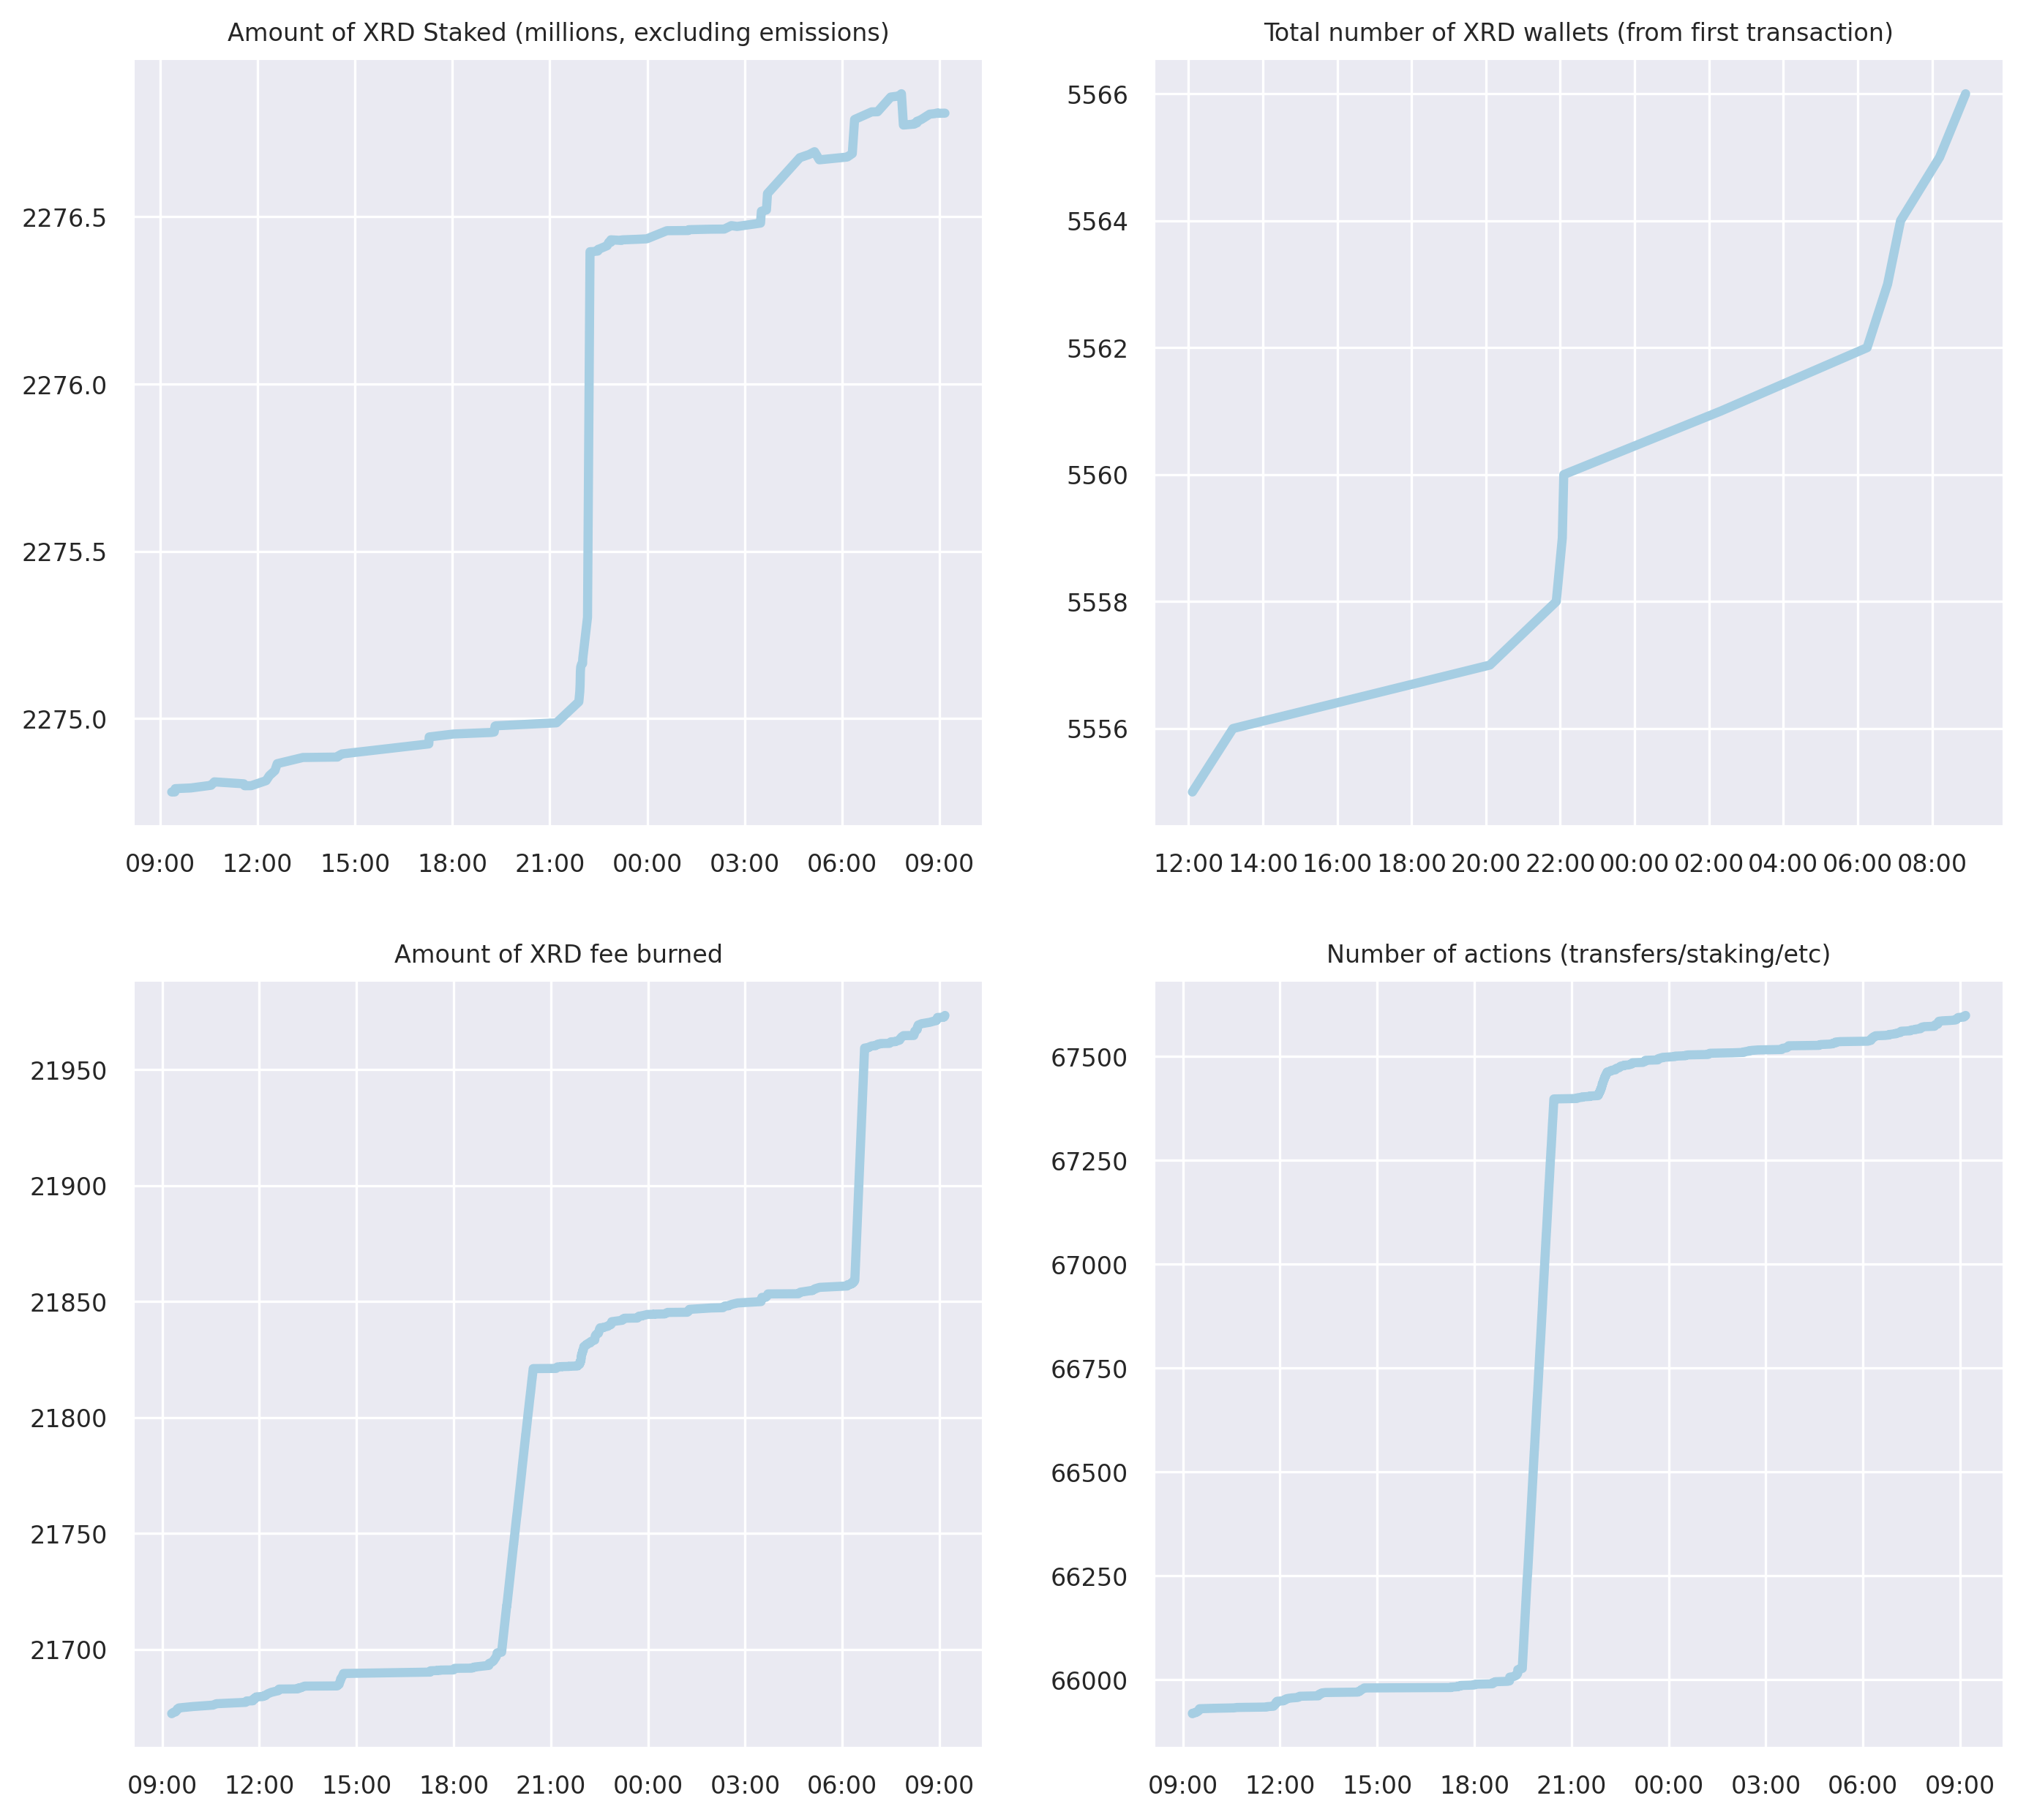 Amount of XRD Staked (millions, excluding emissions)
2276.5
2276.0
2275.5
2275.0
09:00 12:00 15:00 18:00 21:00 00:00 03:00 06:00 09:00
Total number of XRD wallets (from first transaction)
5566
5564
5562
5560
5558
5556
12:00 14:00 16:00 18:00 20:00 22:00 00:00 02:00 04:00 06:00 08:00
Amount of XRD fee burned
21950
21900
21850
21800
21750
21700
09:00 12:00 15:00 18:00 21:00 00:00 03:00 06:00 09:00
Number of actions (transfers/staking/etc)
67500
67250
67000
66750
66500
66250
66000
09:00 12:00 15:00 18:00 21:00 00:00 03:00 06:00 09:00